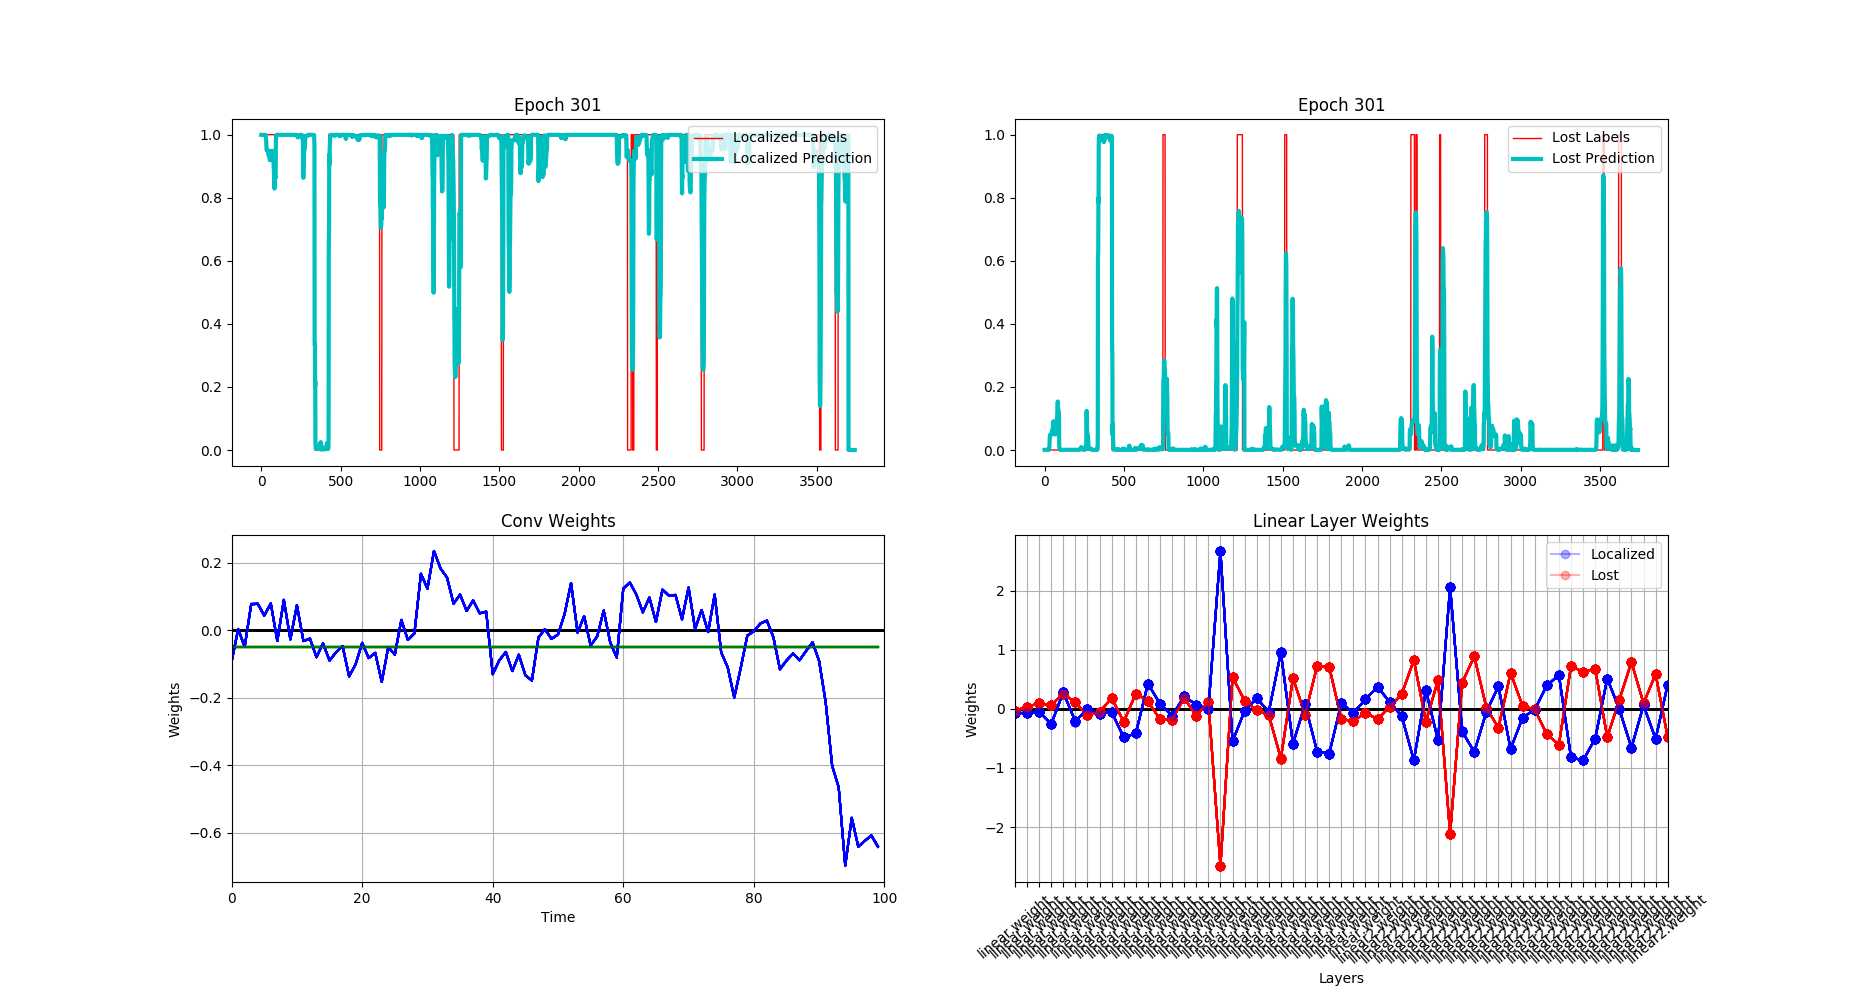 Epoch 301
1.0
0.8
0.6
0.4
0.2
0.0
0
500
1000
1500
2000
2500
3000
3500
Localized Labels
Localized Prediction
Epoch 301
1.0
0.8
0.6
0.4
0.2
0.0
0
500
1000
1500
2000
2500
3000
3500
Lost Labels
Lost Prediction
Conv Weights
Weights
0.2
0.0
−0.2
−0.4
−0.6
0
20
40
60
80
100
Time
Linear Layer Weights
Weights
2
1
0
−1
−2
Localized
Lost
linear.weight
linear2.weight
Layers